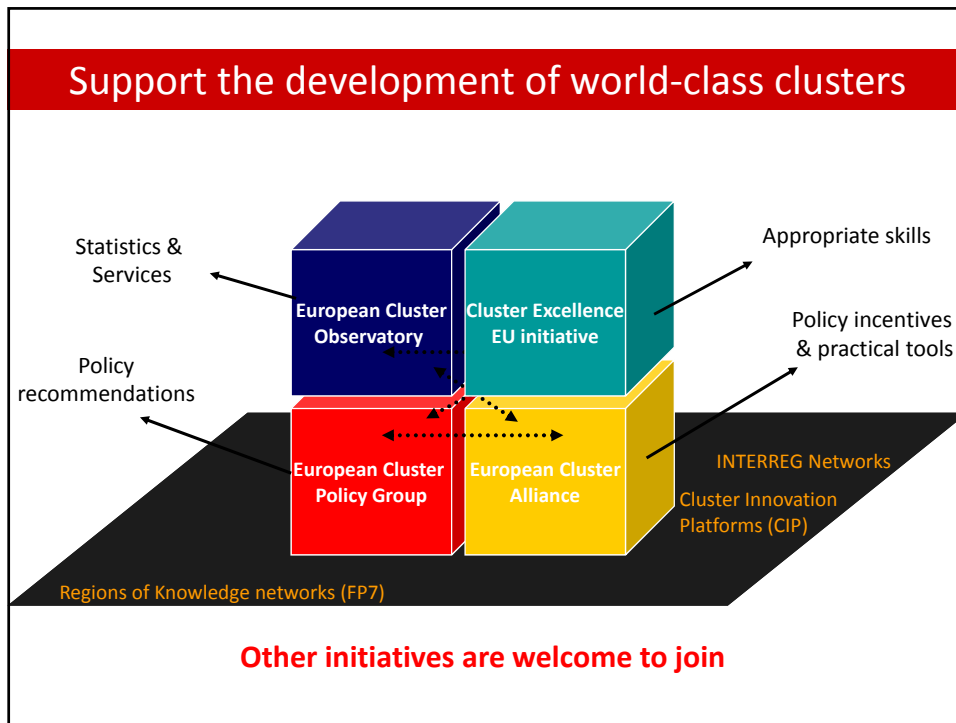 Support the development of world-class clusters
Statistics &
Services
Appropriate skills
European Cluster
Observatory
Cluster Excellence
EU initiative
Policy incentives
& practical tools
Policy
recommendations
European Cluster
Policy Group
European Cluster
Alliance
INTERREG Networks
Cluster Innovation
Platforms (CIP)
Regions of Knowledge networks (FP7)
Other initiatives are welcome to join